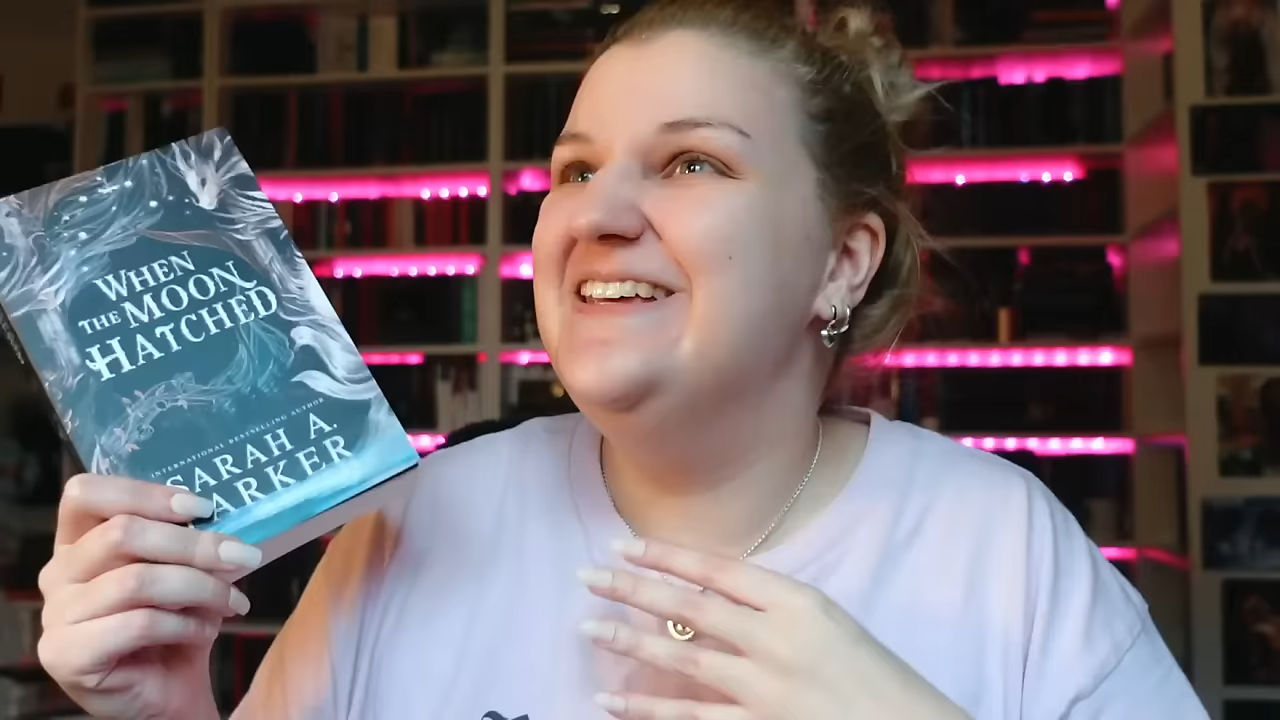 WHEN
THE MOON
HATCHED
INTERNATIONAL BESTSELLING AUTHOR
SARAH A.
ARKER